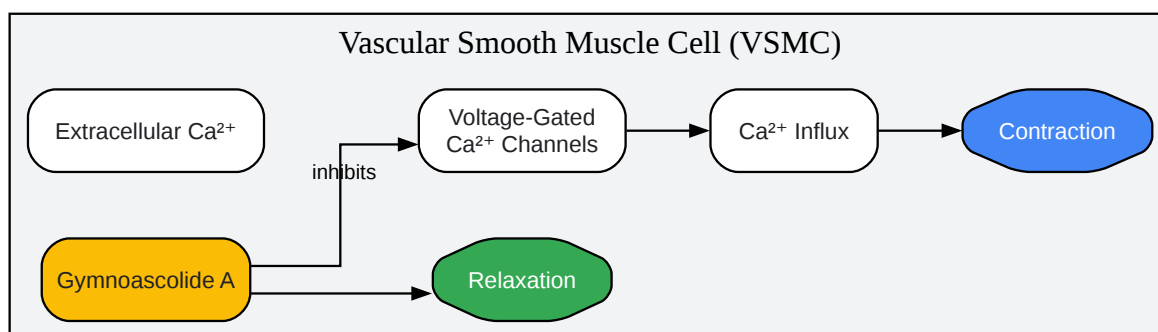 Vascular Smooth Muscle Cell (VSMC)
Extracellular Ca²⁺
Voltage-Gated
Ca²⁺ Channels
Ca²⁺ Influx
Contraction
inhibits
Gymnoascolide A
Relaxation